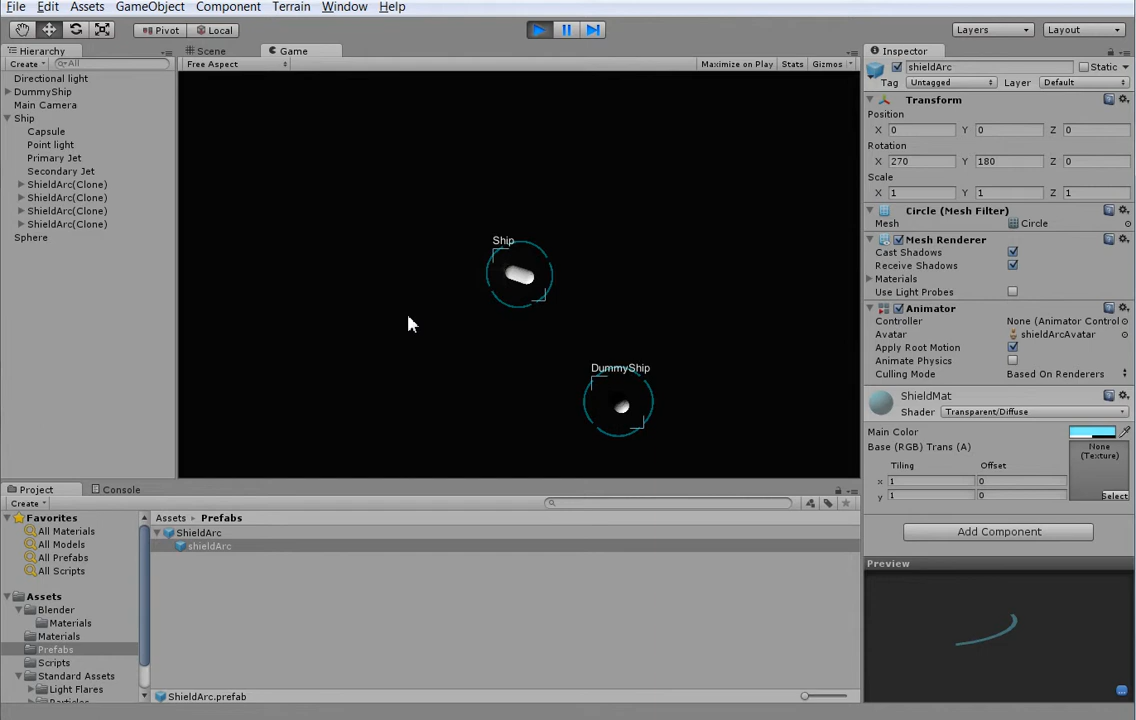 File Edit Assets GameObject Component Terrain Window Help
Pivot Local Layers Layout
Hierarchy
Create All
Directional light
DummyShip
Main Camera
Ship
Capsule
Point light
Primary Jet
Secondary Jet
ShieldArc(Clone)
ShieldArc(Clone)
ShieldArc(Clone)
ShieldArc(Clone)
Sphere
Scene Game
Free Aspect Maximize on Play Stats Gizmos
Ship
DummyShip
Inspector
shieldArc Static
Tag Untagged Layer Default
Transform
Position
X 0 Y 0 Z 0
Rotation
X 270 Y 180 Z 0
Scale
X 1 Y 1 Z 1
Circle (Mesh Filter)
Mesh Circle
Mesh Renderer
Cast Shadows
Receive Shadows
Materials
Use Light Probes
Animator
Controller None (Animator Control
Avatar shieldArcAvatar
Apply Root Motion
Animate Physics
Culling Mode Based On Renderers
ShieldMat
Shader Transparent/Diffuse
Main Color
Base (RGB) Trans (A)
None
(Texture)
Tiling Offset
x 1 0
y 1 0
Select
Add Component
Preview
Project Console
Create
Favorites
All Materials
All Models
All Prefabs
All Scripts
Assets
Blender
Materials
Materials
Prefabs
Scripts
Standard Assets
Light Flares
Assets Prefabs
ShieldArc
shieldArc
ShieldArc.prefab